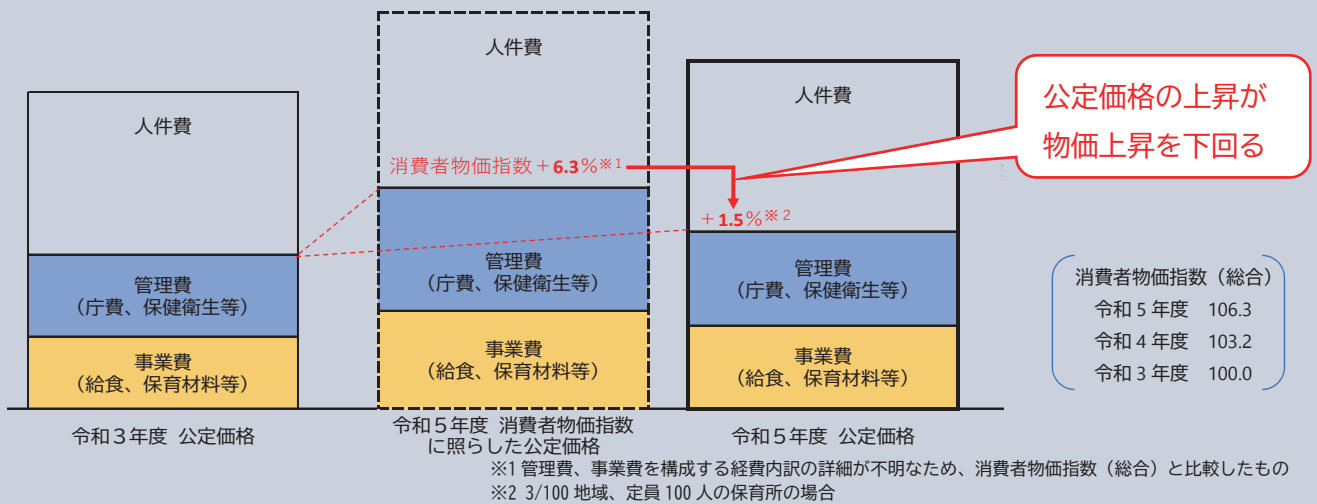 人件費
管理費
(庁費、保健衛生等)
事業費
(給食、保育材料等)
令和3年度 公定価格
人件費
消費者物価指数+6.3%※1
管理費
(庁費、保健衛生等)
事業費
(給食、保育材料等)
令和5年度 消費者物価指数
に照らした公定価格
人件費
+1.5%※2
管理費
(庁費、保健衛生等)
事業費
(給食、保育材料等)
令和5年度 公定価格
公定価格の上昇が
物価上昇を下回る
消費者物価指数(総合)
令和5年度 106.3
令和4年度 103.2
令和3年度 100.0
※1 管理費、事業費を構成する経費内訳の詳細が不明なため、消費者物価指数(総合)と比較したもの
※2 3/100 地域、定員 100 人の保育所の場合